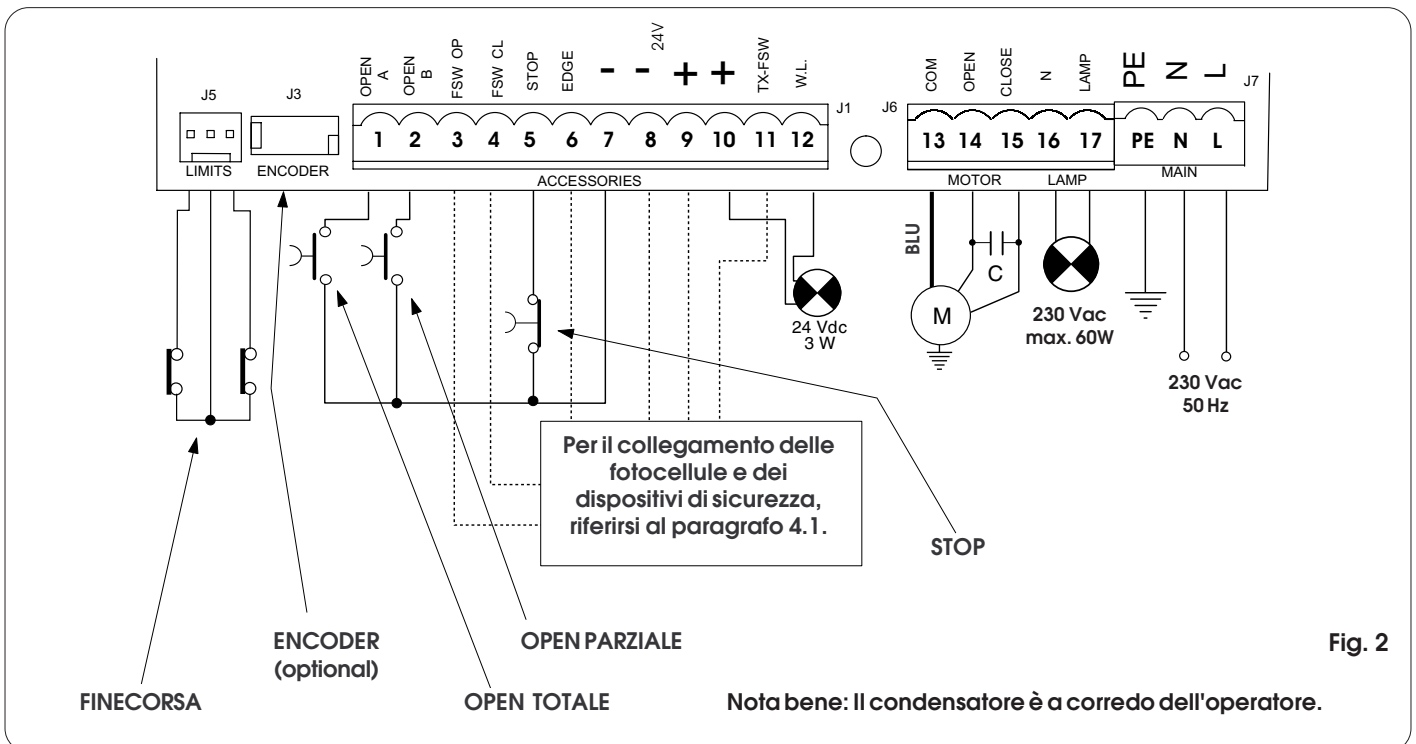 OPEN A
OPEN B
FSW OP
FSW CL
STOP
EDGE
-
-
24V
+
+
TX-FSW
W.L.
COM
OPEN
CLOSE
N
LAMP
PE
N
L
J5
J3
J1
J6
J7
1 2 3 4 5 6 7 8 9 10 11 12
13 14 15 16 17
PE N L
LIMITS
ENCODER
ACCESSORIES
MOTOR
LAMP
MAIN
BLU
C
M
24 Vdc
3 W
230 Vac
max. 60W
230 Vac
50 Hz
Per il collegamento delle
fotocellule e dei
dispositivi di sicurezza,
riferirsi al paragrafo 4.1.
STOP
ENCODER
(optional)
OPEN PARZIALE
Fig. 2
FINECORSA
OPEN TOTALE
Nota bene: Il condensatore è a corredo dell'operatore.